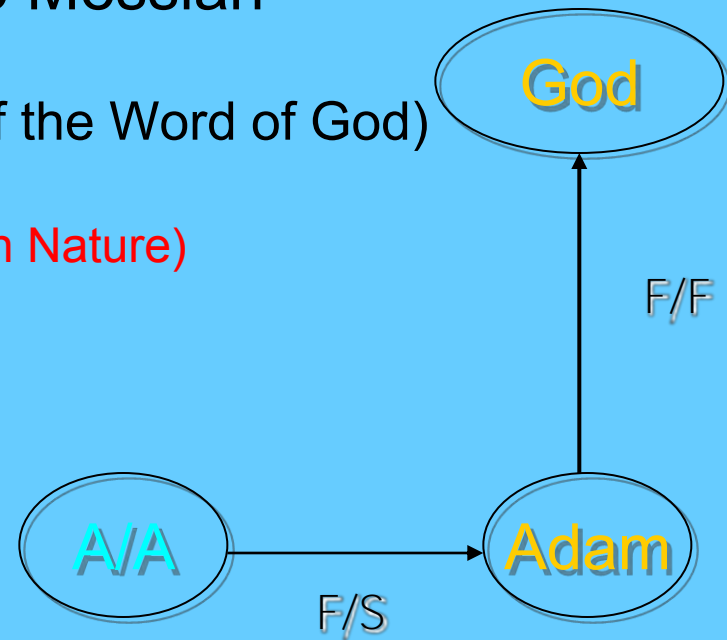 Messiah
God
f the Word of God)
n Nature)
F/F
A/A
Adam
F/S